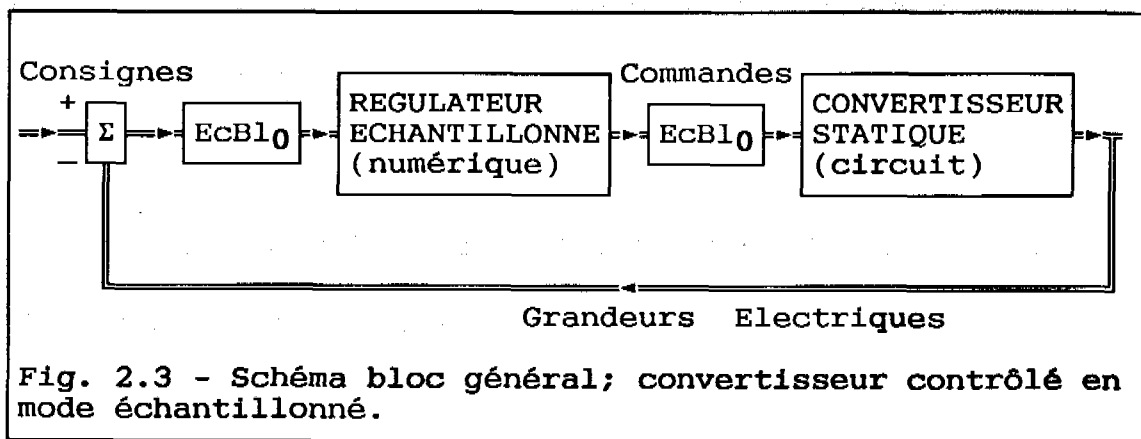 Consignes
+
Σ
−
EcBl0
REGULATEUR
ECHANTILLONNE
(numérique)
Commandes
EcBl0
CONVERTISSEUR
STATIQUE
(circuit)
Grandeurs Electriques
Fig. 2.3 - Schéma bloc général; convertisseur contrôlé en
mode échantillonné.